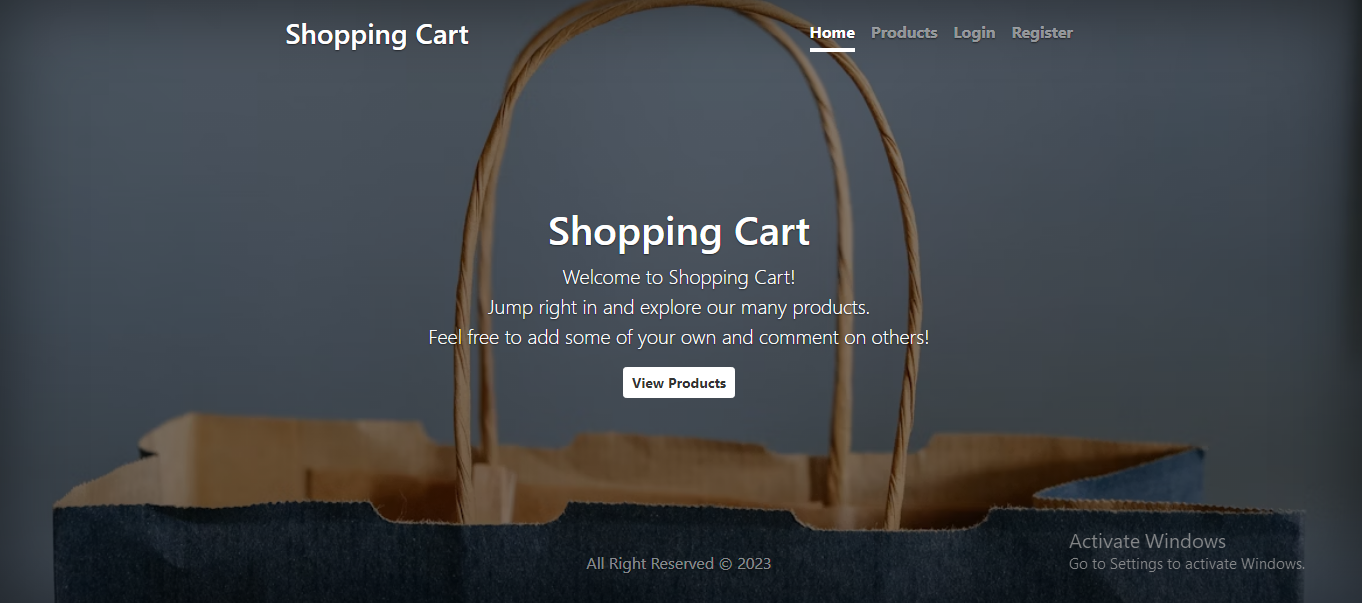 Shopping Cart
Home Products Login Register
Shopping Cart
Welcome to Shopping Cart!
Jump right in and explore our many products.
Feel free to add some of your own and comment on others!
View Products
Activate Windows
Go to Settings to activate Windows.
All Right Reserved © 2023